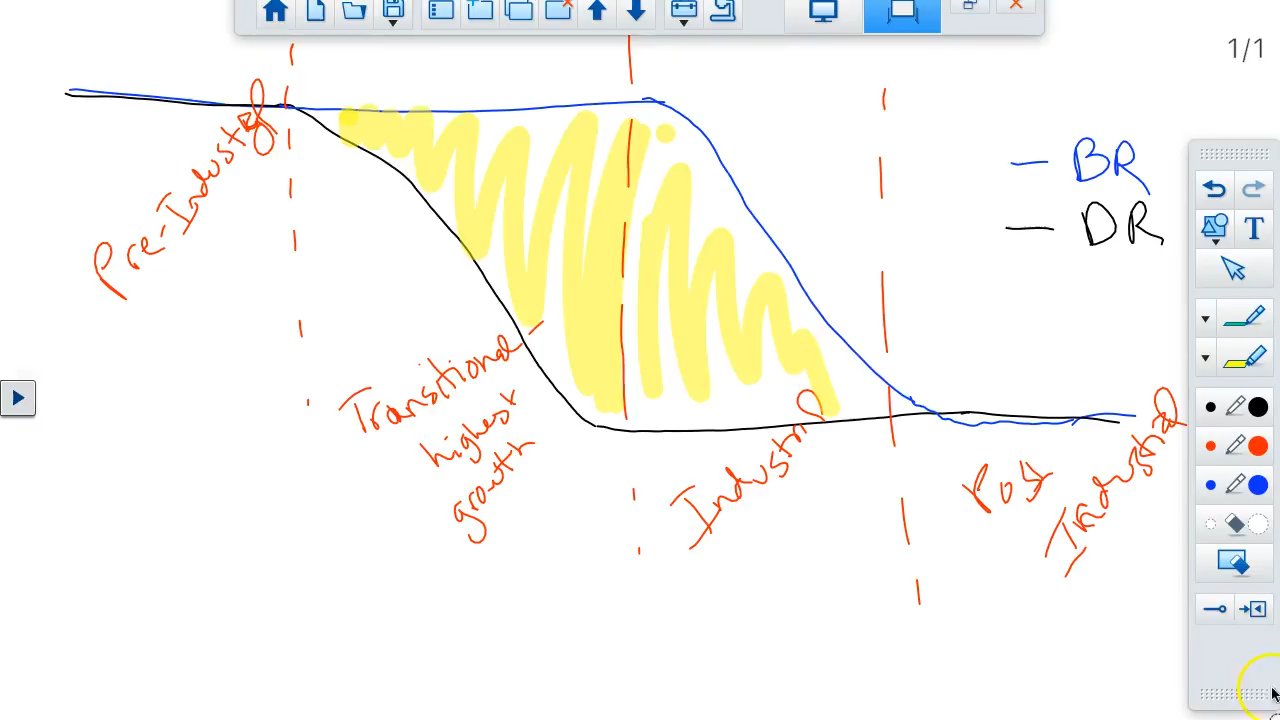 1/1
BR
DR
Pre-Industrial
Transitional -
highest
growth
Industrial
Post
Industrial
T